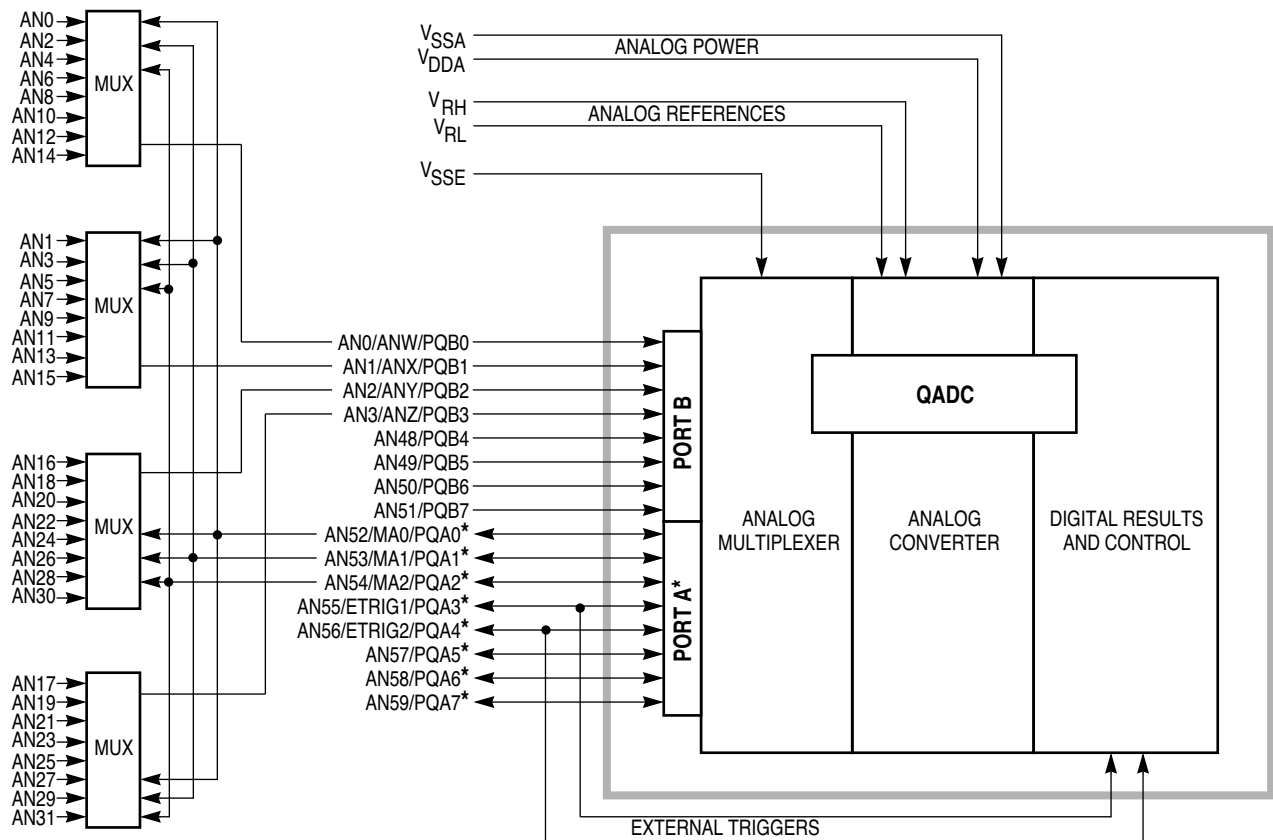 AN0
AN2
AN4
AN6
AN8
AN10
AN12
AN14
MUX
VSSA
VDDA
ANALOG POWER
VRH
VRL
ANALOG REFERENCES
VSSE
AN1
AN3
AN5
AN7
AN9
AN11
AN13
AN15
MUX
AN16
AN18
AN20
AN22
AN24
AN26
AN28
AN30
MUX
AN17
AN19
AN21
AN23
AN25
AN27
AN29
AN31
MUX
AN0/ANW/PQB0
AN1/ANX/PQB1
AN2/ANY/PQB2
AN3/ANZ/PQB3
AN48/PQB4
AN49/PQB5
AN50/PQB6
AN51/PQB7
AN52/MA0/PQA0*
AN53/MA1/PQA1*
AN54/MA2/PQA2*
AN55/ETRIG1/PQA3*
AN56/ETRIG2/PQA4*
AN57/PQA5*
AN58/PQA6*
AN59/PQA7*
PORT B
PORT A*
QADC
ANALOG
MULTIPLEXER
ANALOG
CONVERTER
DIGITAL RESULTS
AND CONTROL
EXTERNAL TRIGGERS